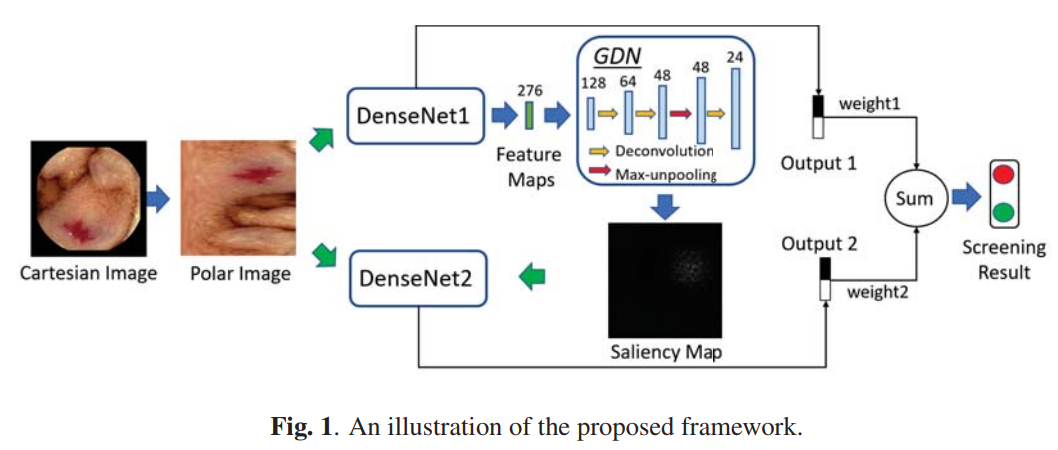 GDN
128
64
48
48
24
Deconvolution
Max-unpooling
DenseNet1
276
Feature
Maps
weight1
Output 1
Sum
Cartesian Image
Polar Image
DenseNet2
Output 2
weight2
Screening
Result
Saliency Map
Fig. 1. An illustration of the proposed framework.